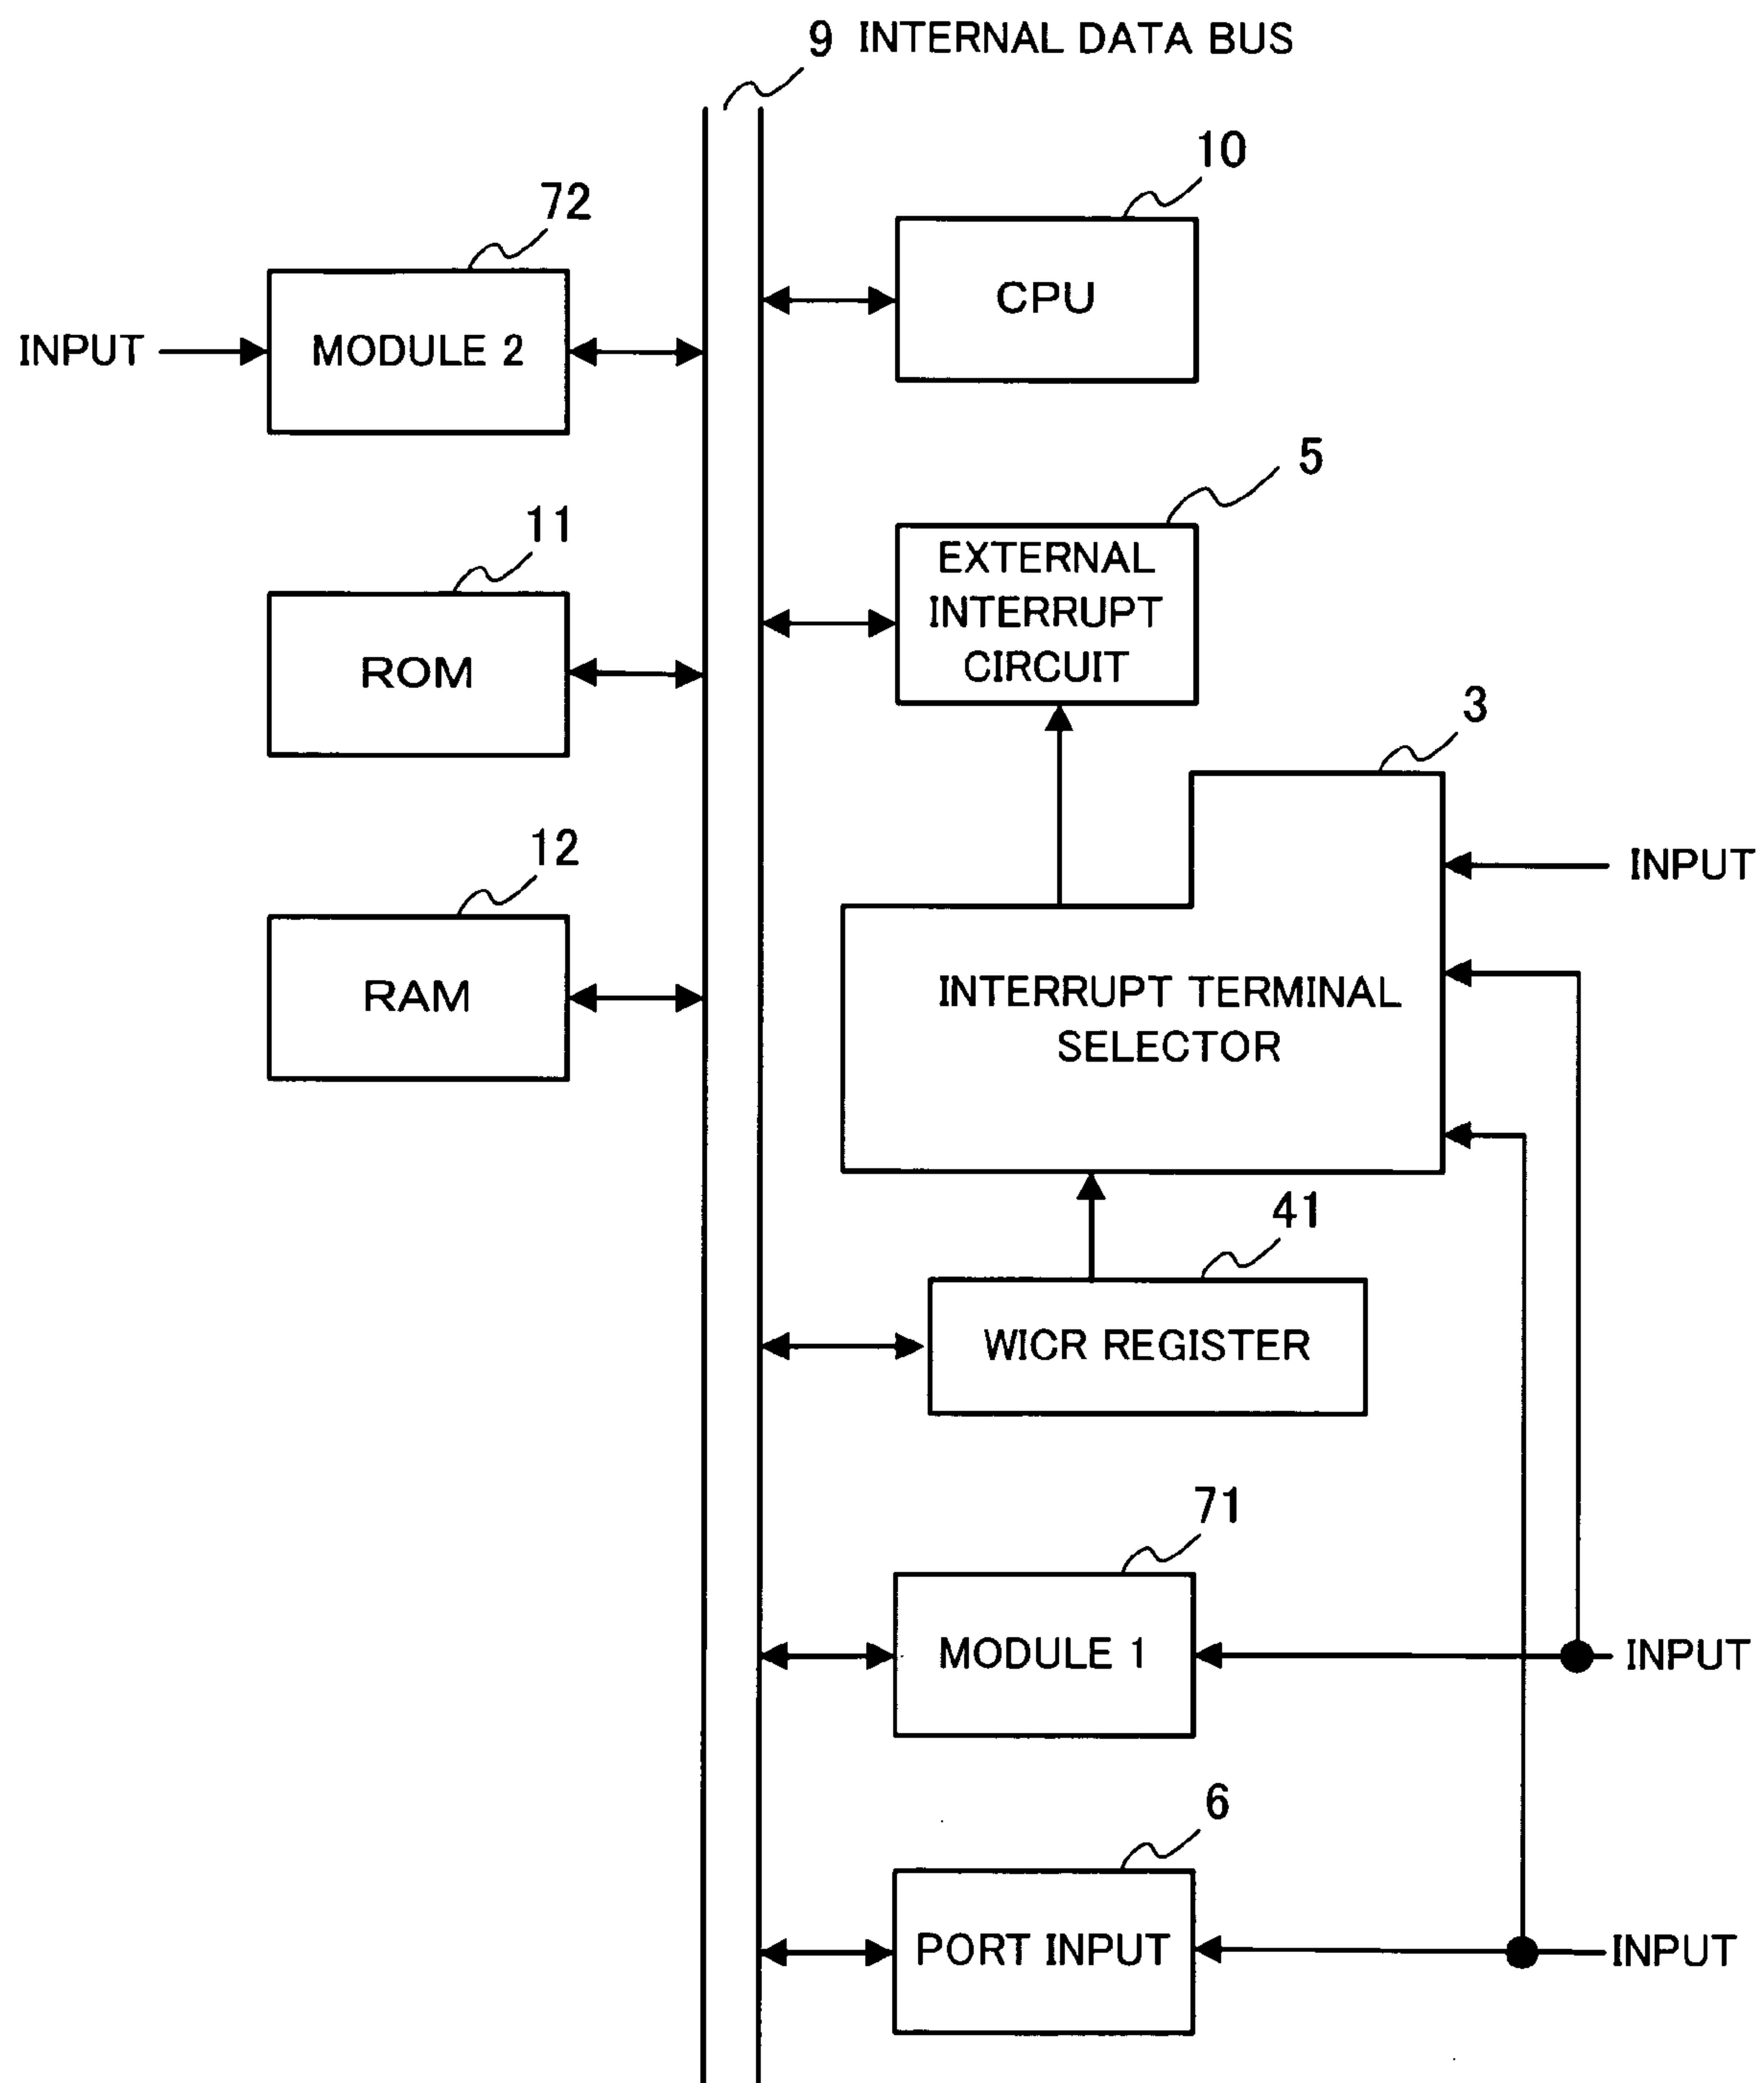 9 INTERNAL DATA BUS
10
CPU
72
INPUT
MODULE 2
5
EXTERNAL
INTERRUPT
CIRCUIT
11
ROM
3
12
RAM
INPUT
INTERRUPT TERMINAL
SELECTOR
41
WICR REGISTER
71
MODULE 1
INPUT
6
PORT INPUT
INPUT